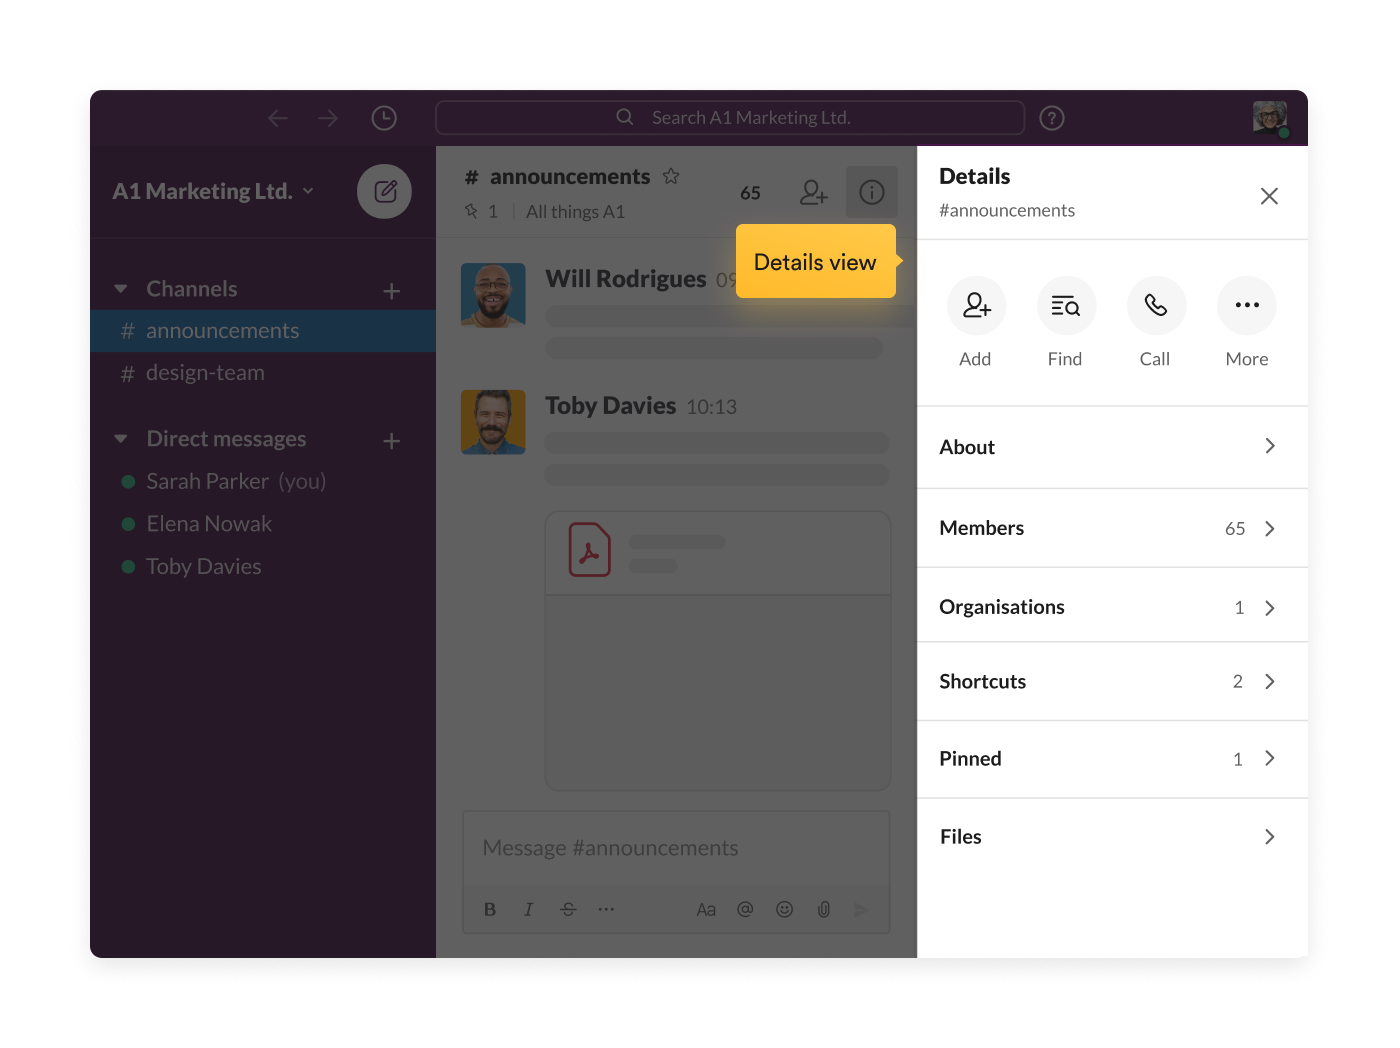 Search A1 Marketing Ltd.
A1 Marketing Ltd.
Channels
# announcements
# design-team
Direct messages
Sarah Parker (you)
Elena Nowak
Toby Davies
# announcements
65
1 | All things A1
Details view
Will Rodrigues 09
Toby Davies 10:13
Message #announcements
B I S ... Aa @
Details
#announcements
Add
Find
Call
More
About
Members 65
Organisations 1
Shortcuts 2
Pinned 1
Files